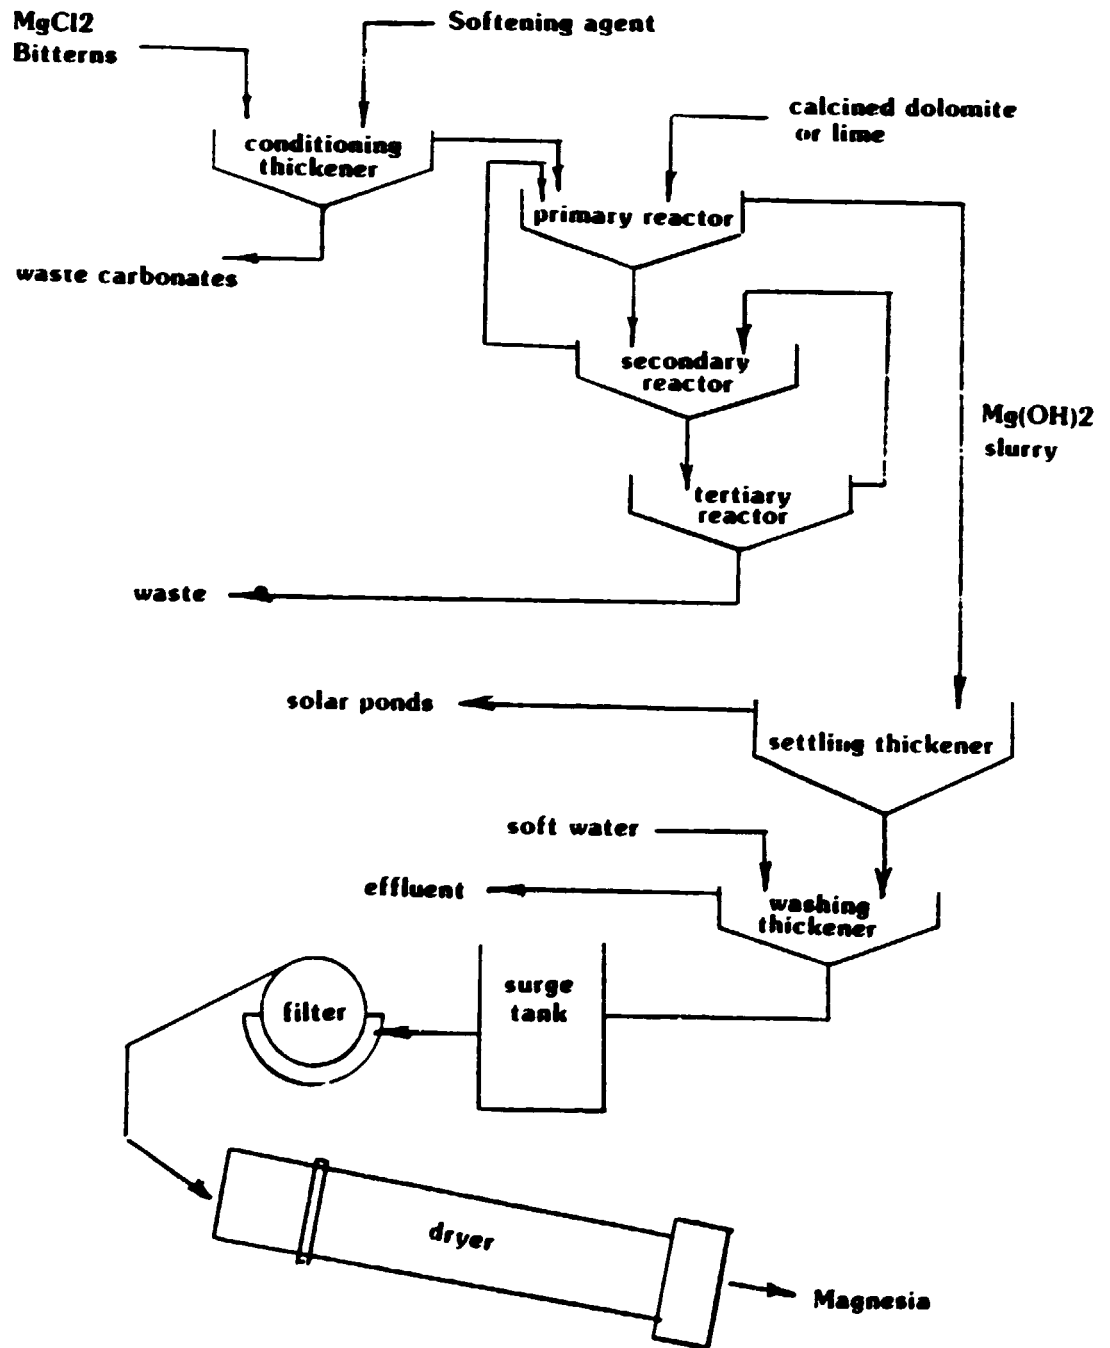 MgCl2
Bitterns
Softening agent
conditioning
thickener
calcined dolomite
or lime
primary reactor
waste carbonates
secondary
reactor
Mg(OH)2
slurry
tertiary
reactor
waste
solar ponds
settling thickener
soft water
effluent
washing
thickener
surge
tank
filter
dryer
Magnesia